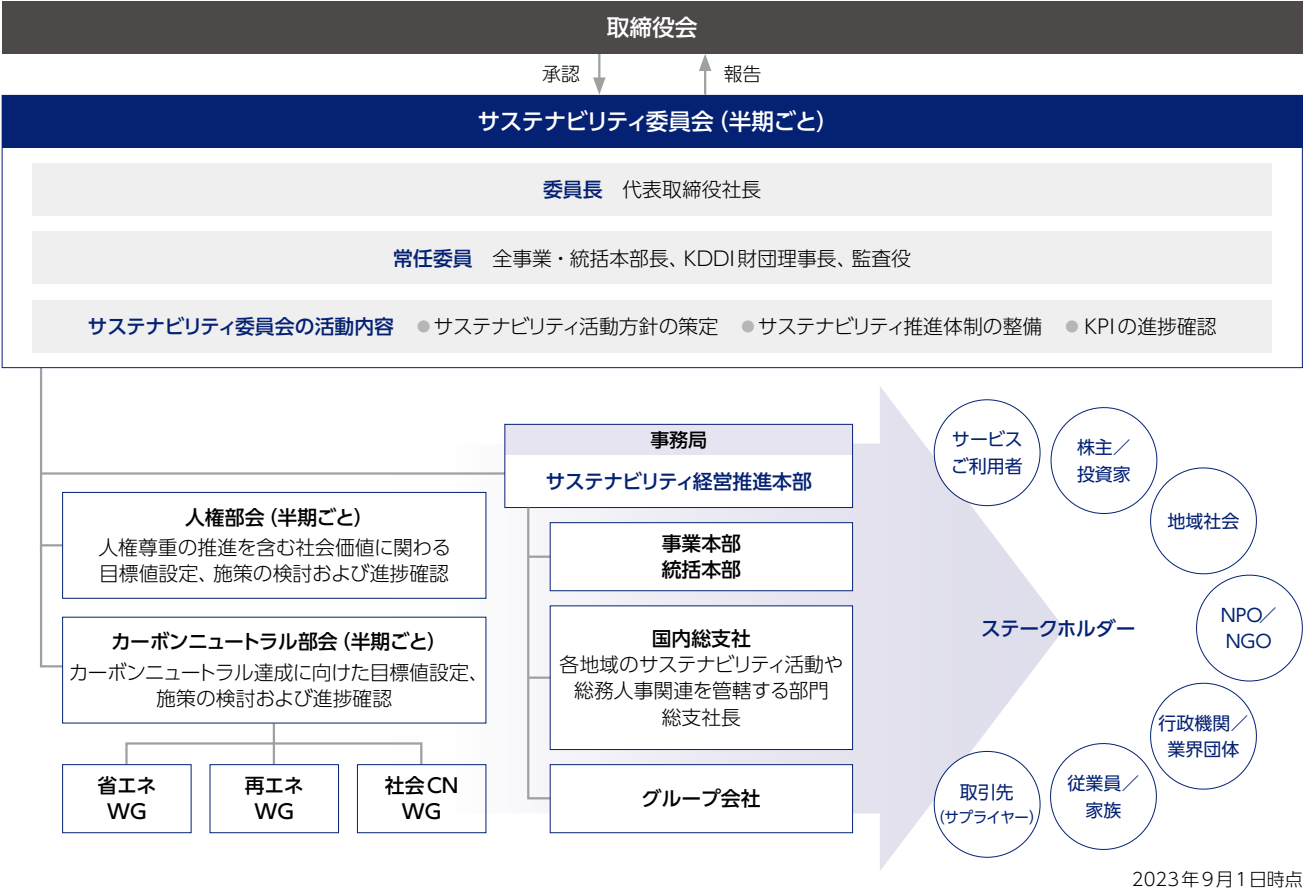 取締役会
承認
報告
サステナビリティ委員会（半期ごと）
委員長 代表取締役社長
常任委員 全事業・統括本部長、KDDI財団理事長、監査役
サステナビリティ委員会の活動内容 ●サステナビリティ活動方針の策定 ●サステナビリティ推進体制の整備 ●KPIの進捗確認
事務局
サステナビリティ経営推進本部
人権部会（半期ごと）
人権尊重の推進を含む社会価値に関わる
目標値設定、施策の検討および進捗確認
カーボンニュートラル部会（半期ごと）
カーボンニュートラル達成に向けた目標値設定、
施策の検討および進捗確認
省エネ
WG
再エネ
WG
社会CN
WG
事業本部
統括本部
国内総支社
各地域のサステナビリティ活動や
総務人事関連を管轄する部門
総支社長
グループ会社
ステークホルダー
サービス
ご利用者
株主／
投資家
地域社会
NPO／
NGO
行政機関／
業界団体
従業員／
家族
取引先
(サプライヤー)
2023年9月1日時点